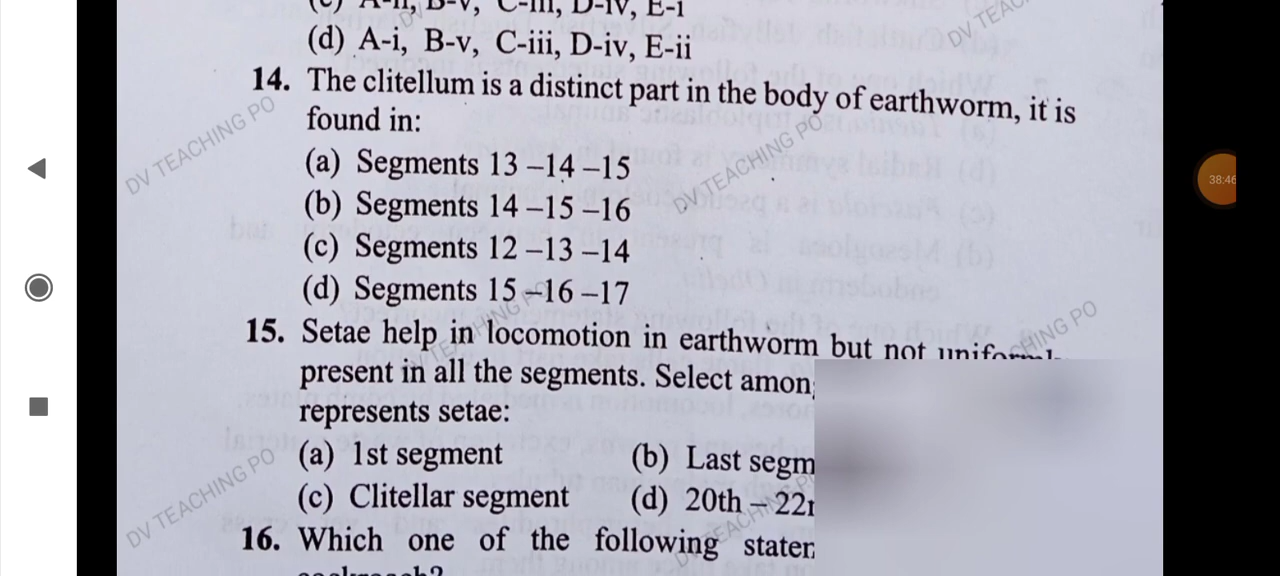 (d) A-i, B-v, C-iii, D-iv, E-ii
14. The clitellum is a distinct part in the body of earthworm, it is
found in:
(a) Segments 13 –14 –15
(b) Segments 14 –15 –16
(c) Segments 12 –13 –14
(d) Segments 15 –16 –17
15. Setae help in locomotion in earthworm but not
present in all the segments. Select
represents setae:
(a) 1st segment (b) Last
(c) Clitellar segment (d) 20th –
16. Which one of the following
DV TEACHING PO
DV TEACHING PO
DV TEACHING PO
38:46